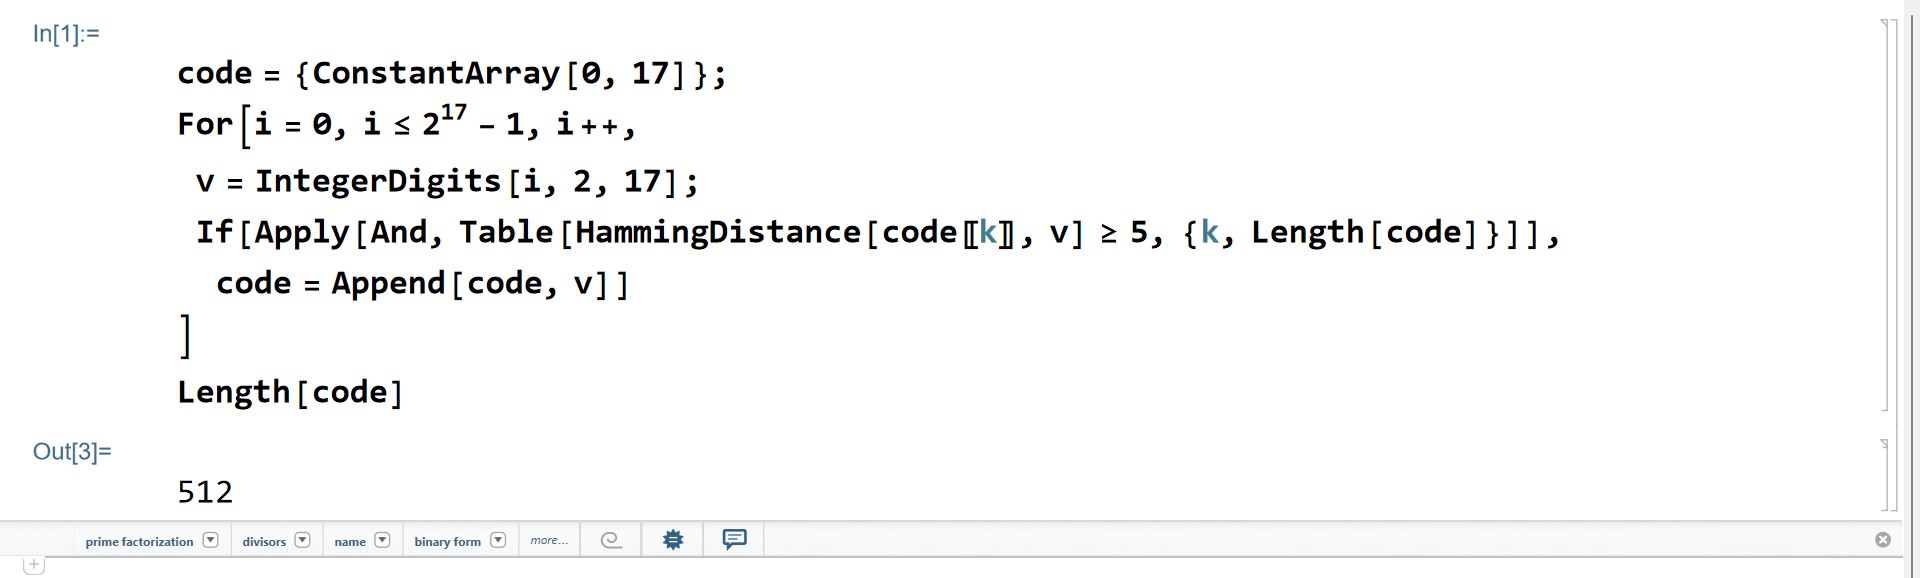 In[1]:=
code = {ConstantArray[0, 17]};
For[i = 0, i ≤ 2^17 - 1, i++,
v = IntegerDigits[i, 2, 17];
If[Apply[And, Table[HammingDistance[code〚k〛, v] ≥ 5, {k, Length[code]}]],
code = Append[code, v]]
]
Length[code]
Out[3]=
512
prime factorization divisors name binary form more...